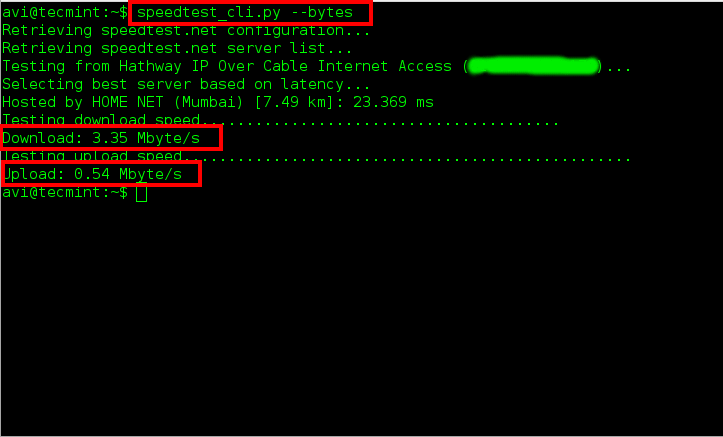 avi@tecmint:~$ speedtest_cli.py --bytes
Retrieving speedtest.net configuration...
Retrieving speedtest.net server list...
Testing from Hathway IP Over Cable Internet Access ()...
Selecting best server based on latency...
Hosted by HOME NET (Mumbai) [7.49 km]: 23.369 ms
Testing download speed........................................
Download: 3.35 Mbyte/s
Testing upload speed..................................................
Upload: 0.54 Mbyte/s
avi@tecmint:~$